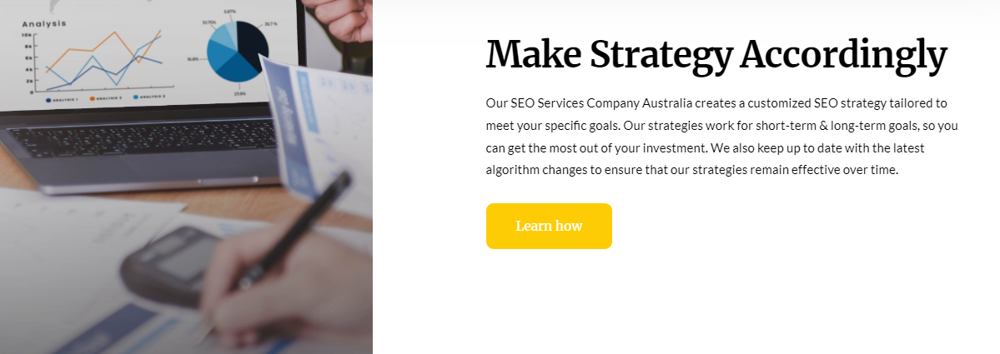 Analysis
10k
8k
6k
4k
2k
0
ANALYSIS 1
ANALYSIS 2
ANALYSIS 3
Make Strategy Accordingly
Our SEO Services Company Australia creates a customized SEO strategy tailored to
meet your specific goals. Our strategies work for short-term & long-term goals, so you
can get the most out of your investment. We also keep up to date with the latest
algorithm changes to ensure that our strategies remain effective over time.
Learn how